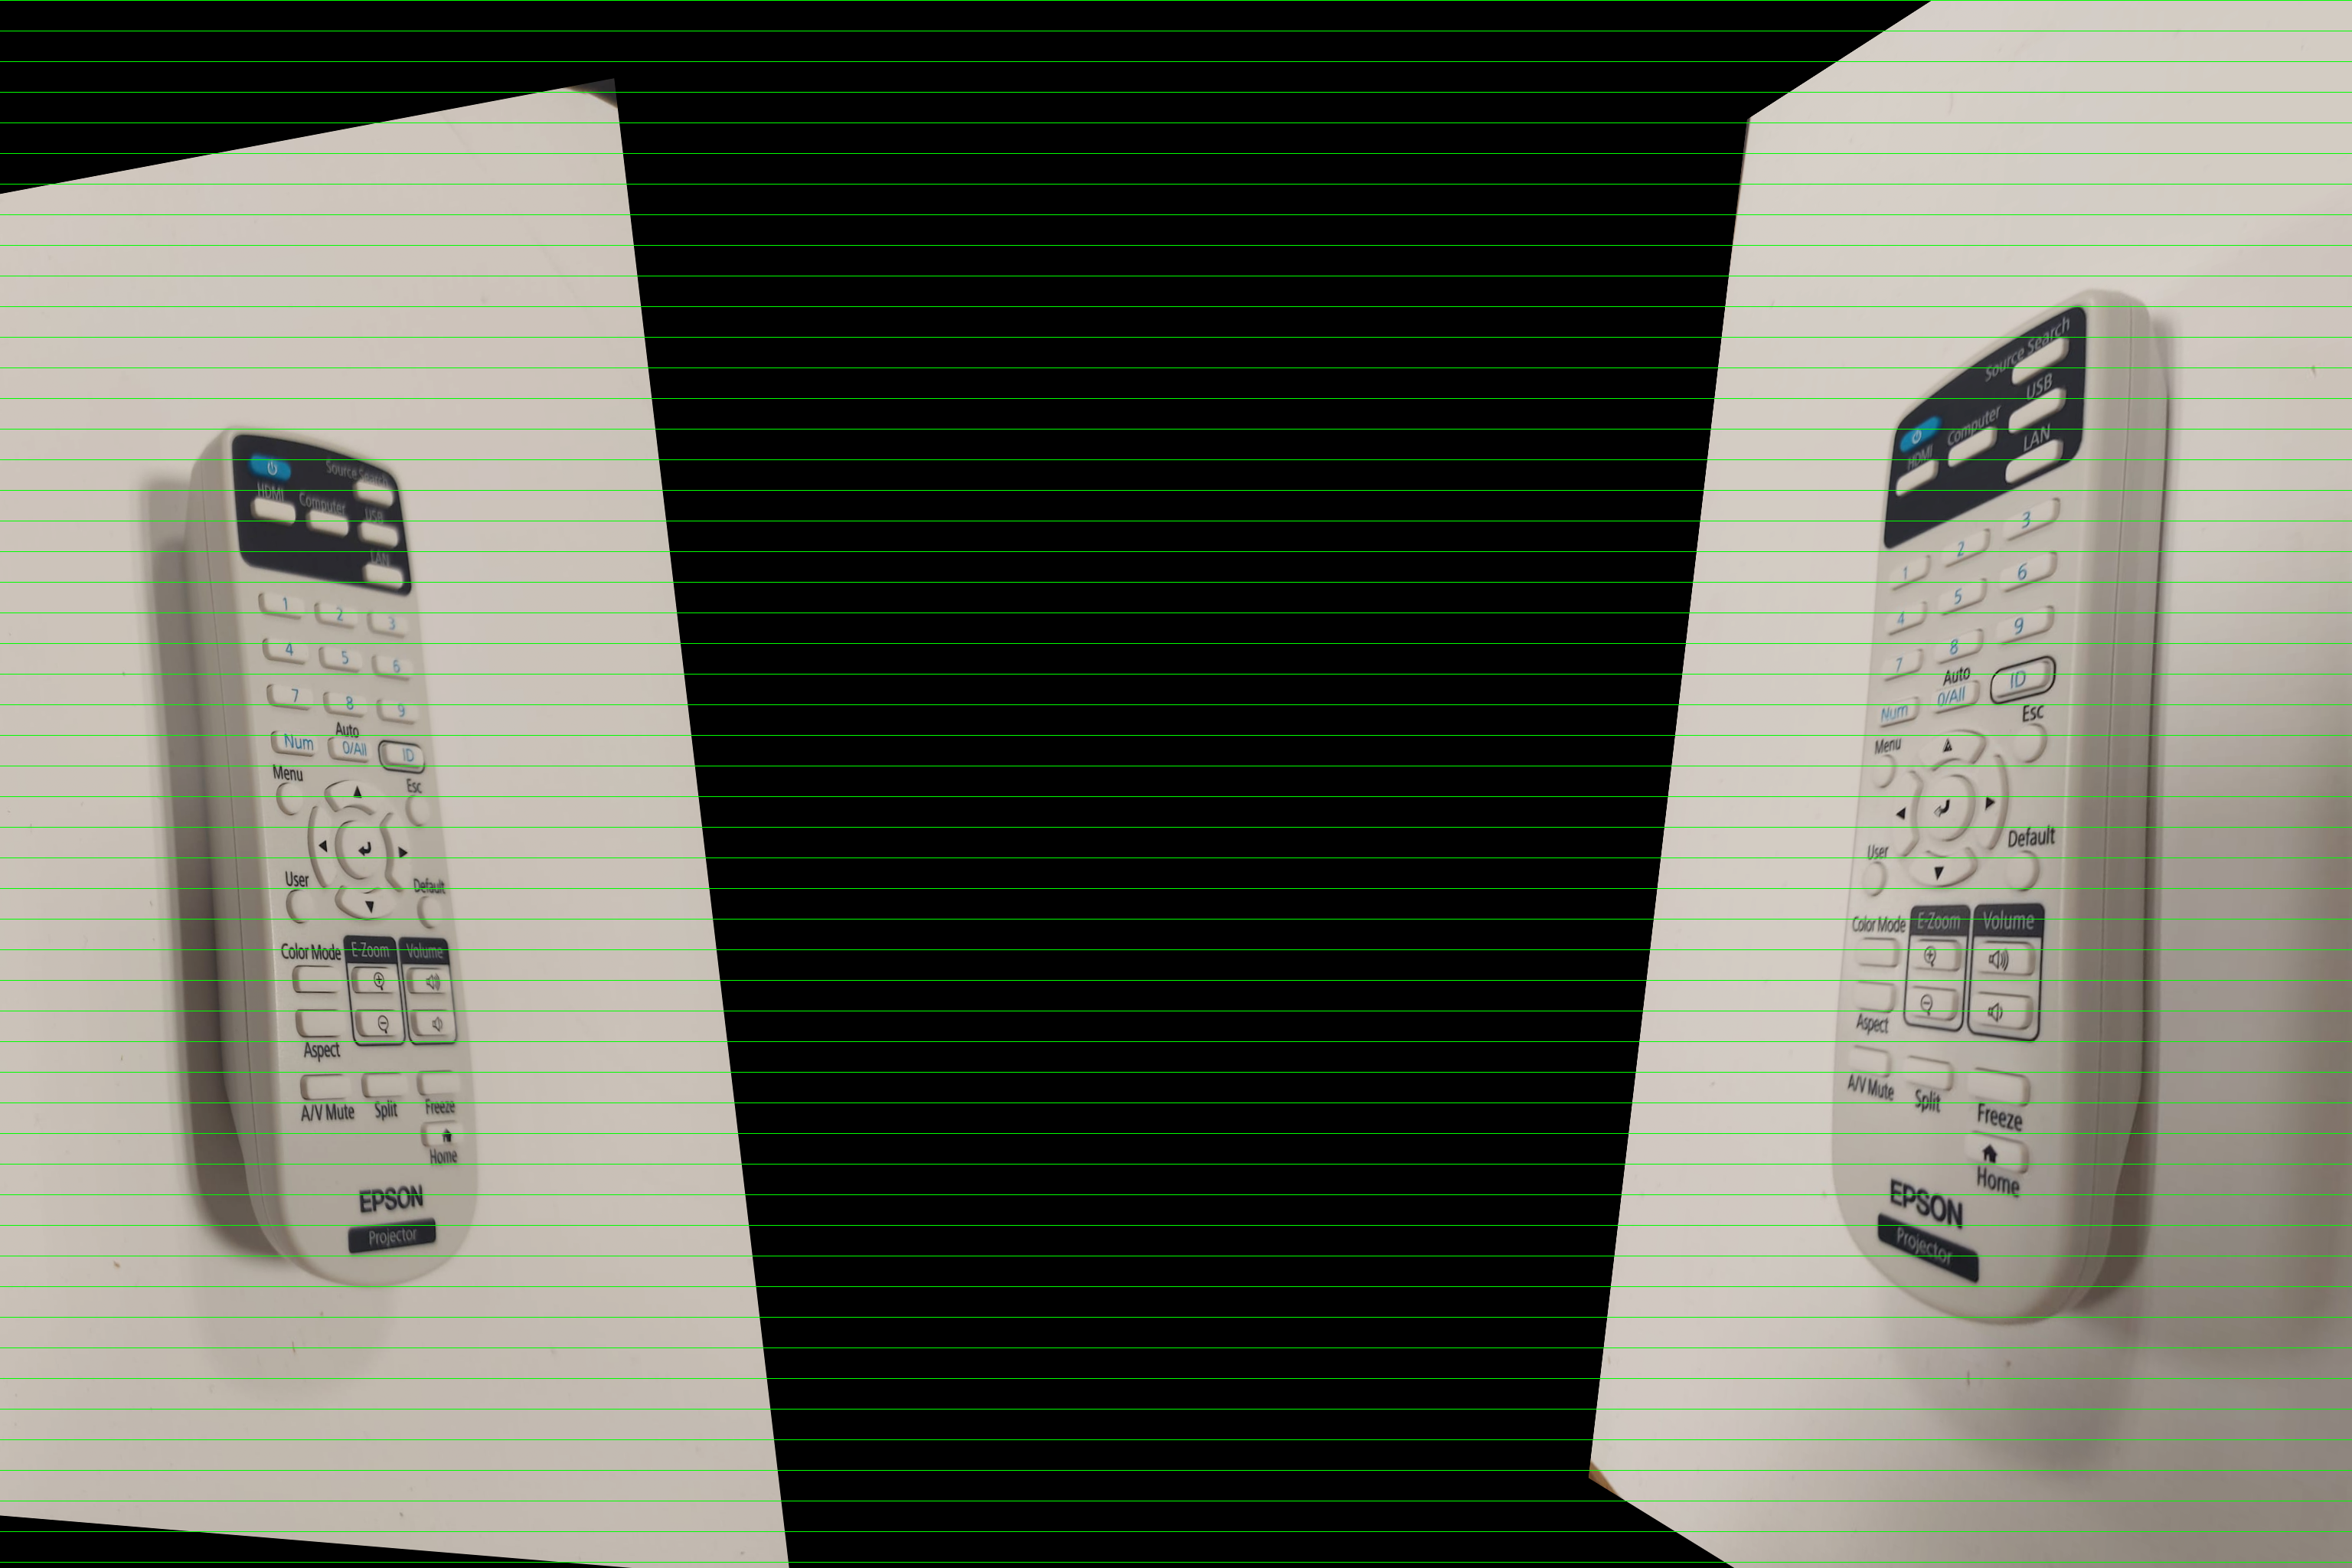 Source Search
HDMI Computer USB
LAN
1 2 3
4 5 6
7 8 9
Auto
Num 0/All ID
Menu Esc
User Default
Color Mode E-Zoom Volume
Aspect
A/V Mute Split Freeze
Home
EPSON
Projector
Source Search
USB
Computer
HDMI LAN
1 2 3
4 5 6
7 8 9
Auto
Num 0/All ID
Menu Esc
User Default
Color Mode E-Zoom Volume
Aspect
A/V Mute Split Freeze
Home
EPSON
Projector